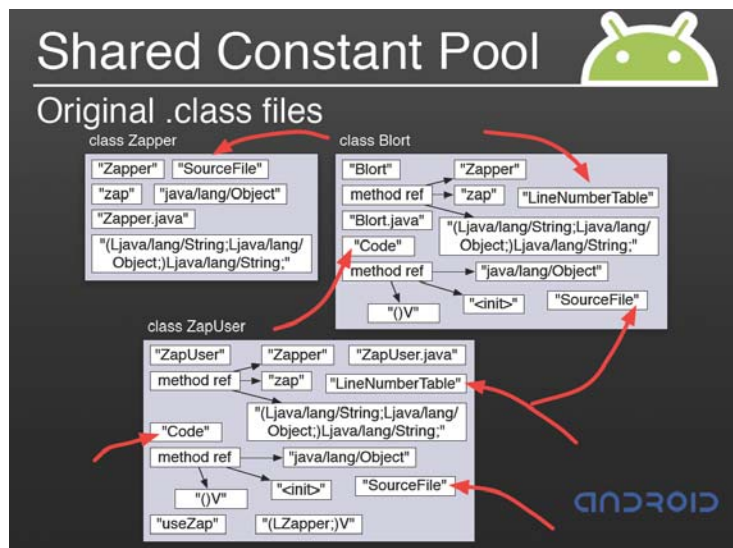 Shared Constant Pool
Original .class files
class Zapper
"Zapper" "SourceFile"
"zap" "java/lang/Object"
"Zapper.java"
"(Ljava/lang/String;Ljava/lang/
Object;)Ljava/lang/String;"
class Blort
"Blort" "Zapper"
method ref "zap" "LineNumberTable"
"Blort.java"
"(Ljava/lang/String;Ljava/lang/
Object;)Ljava/lang/String;"
"Code"
method ref "java/lang/Object"
"()V" "<init>" "SourceFile"
class ZapUser
"ZapUser" "Zapper" "ZapUser.java"
method ref "zap" "LineNumberTable"
"(Ljava/lang/String;Ljava/lang/
Object;)Ljava/lang/String;"
"Code"
method ref "java/lang/Object"
"()V" "<init>" "SourceFile"
"useZap" "(LZapper;)V"
ANDROID